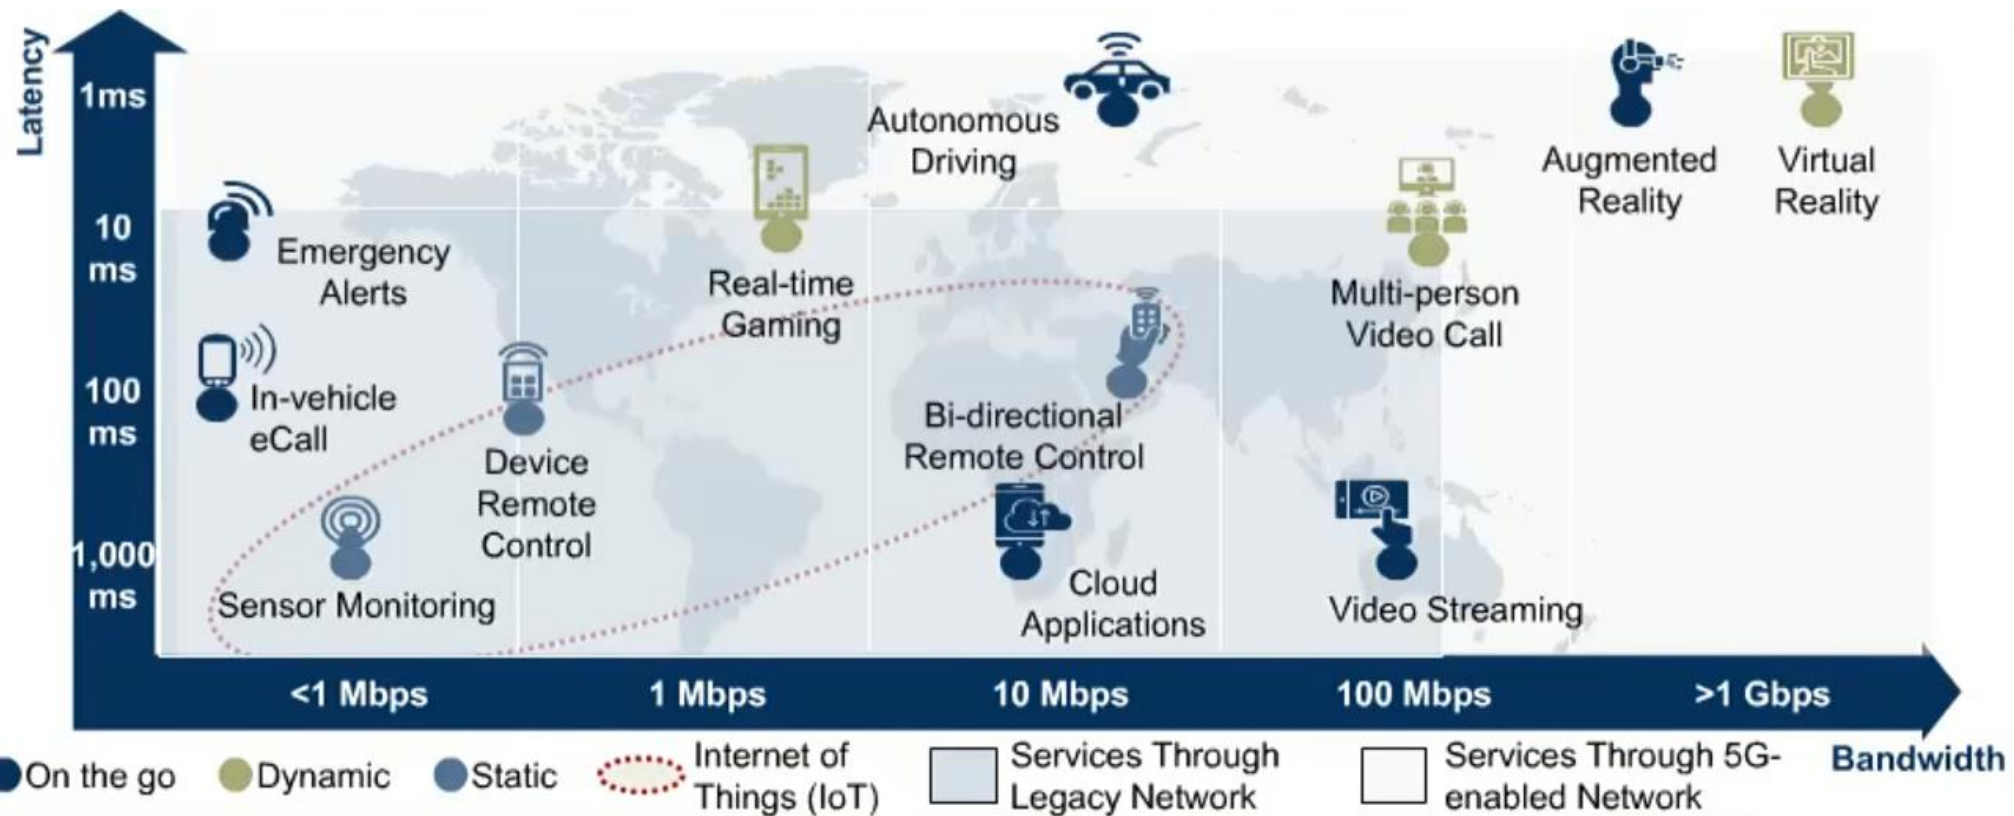 Latency
1ms
10
ms
100
ms
1,000
ms
Autonomous
Driving
Augmented
Reality
Virtual
Reality
Emergency
Alerts
Real-time
Gaming
Multi-person
Video Call
In-vehicle
eCall
Device
Remote
Control
Bi-directional
Remote Control
Sensor Monitoring
Cloud
Applications
Video Streaming
<1 Mbps
1 Mbps
10 Mbps
100 Mbps
>1 Gbps
Bandwidth
On the go
Dynamic
Static
Internet of
Things (IoT)
Services Through
Legacy Network
Services Through 5G-
enabled Network